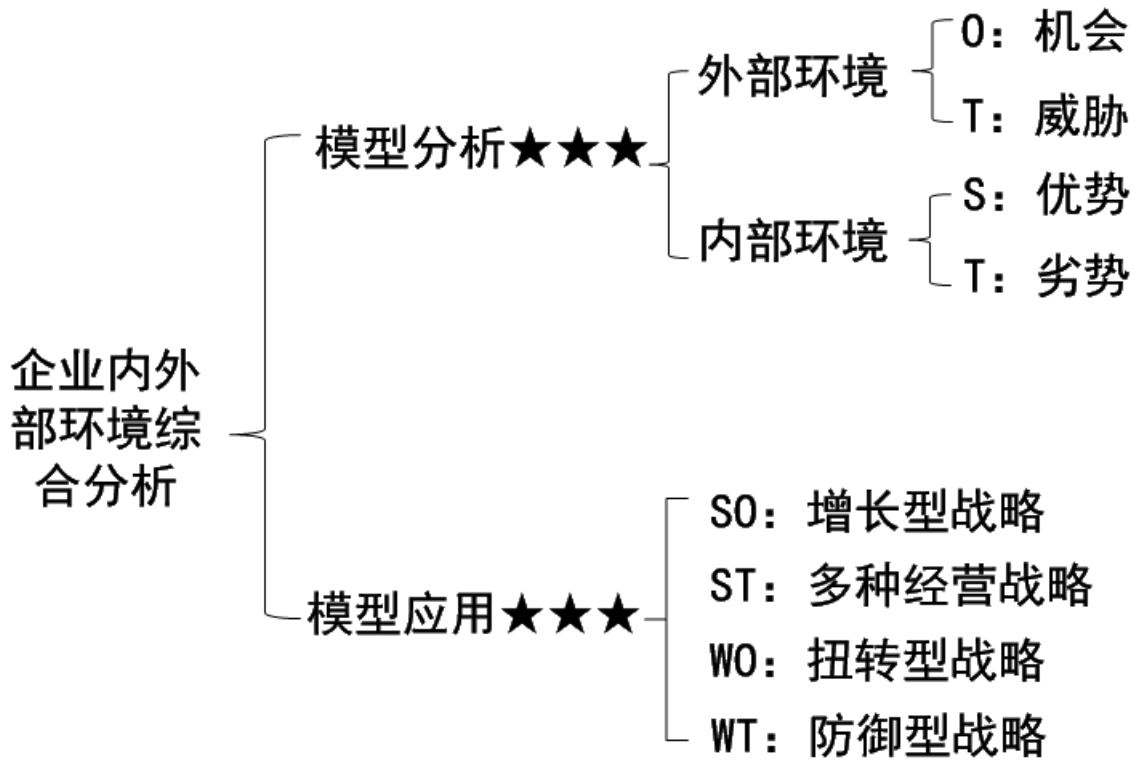 企业内外
部环境综
合分析
模型分析★★★
外部环境
O：机会
T：威胁
内部环境
S：优势
T：劣势
模型应用★★★
SO：增长型战略
ST：多种经营战略
WO：扭转型战略
WT：防御型战略